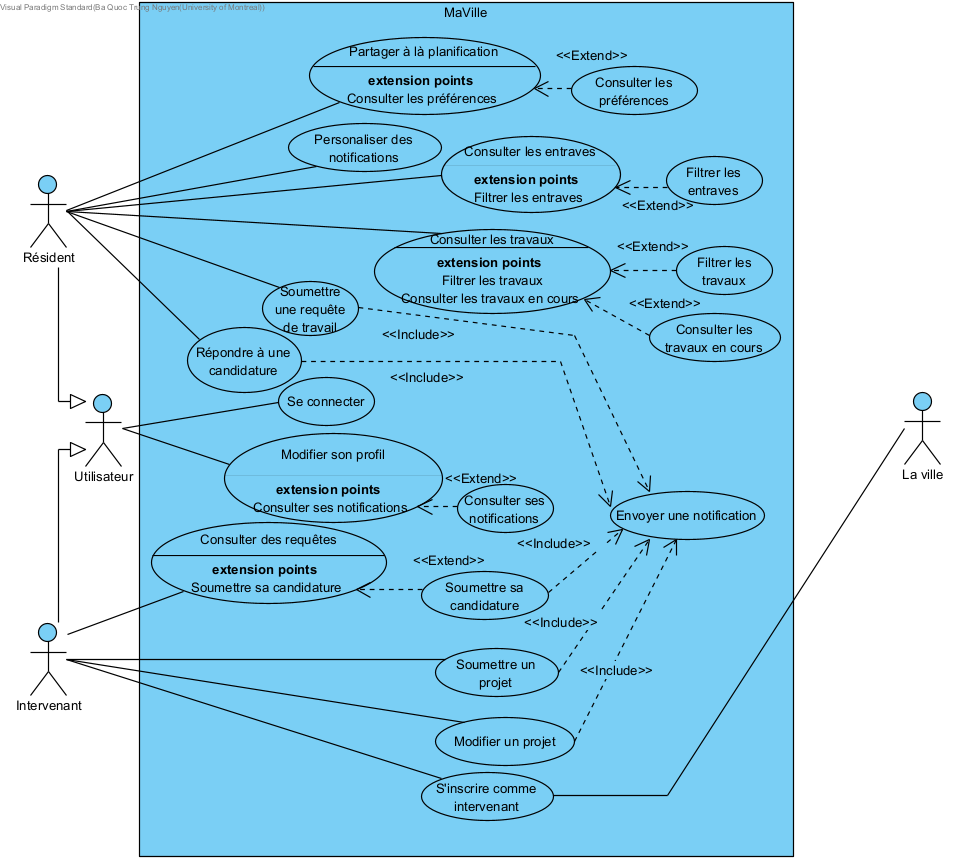 Visual Paradigm Standard(Ba Quoc Trung Nguyen(University of Montreal))
MaVille
Partager à là planification
extension points
Consulter les préférences
<<Extend>>
Consulter les
préférences
Personaliser des
notifications
Consulter les entraves
extension points
Filtrer les entraves
Filtrer les
entraves
<<Extend>>
Résident
Consulter les travaux
extension points
Filtrer les travaux
Consulter les travaux en cours
<<Extend>>
Filtrer les
travaux
<<Extend>>
Consulter les
travaux en cours
Soumettre
une requête
de travail
<<Include>>
Répondre à une
candidature
<<Include>>
Se connecter
Utilisateur
Modifier son profil
extension points
Consulter ses notifications
<<Extend>>
Consulter ses
notifications
La ville
Envoyer une notification
Consulter des requêtes
extension points
Soumettre sa candidature
<<Extend>>
Soumettre sa
candidature
<<Include>>
<<Include>>
Intervenant
Soumettre un
projet
<<Include>>
Modifier un projet
S'inscrire comme
intervenant